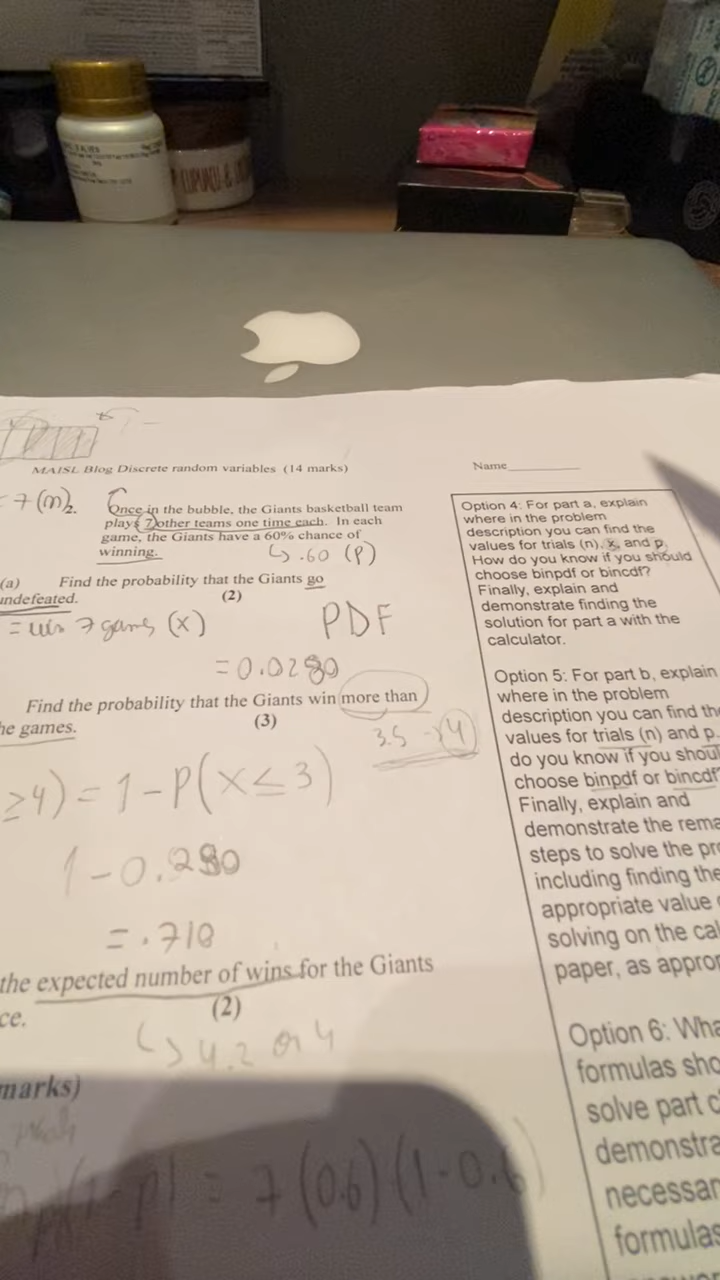 MAISL Blog Discrete random variables (14 marks)
Name
= 7 (n)
Once in the bubble, the Giants basketball team
plays 7 other teams one time each. In each
game, the Giants have a 60% chance of
winning.
↳ .60 (P)
(a) Find the probability that the Giants go
undefeated.
(2)
= win 7 games (x)
PDF
= 0.0280
Find the probability that the Giants win more than
he games.
(3)
3.5 → 4
≥4) = 1 - P(x ≤ 3)
1 - 0.280
= .710
the expected number of wins for the Giants
ce.
(2)
↳ 4.2 or 4
marks)
np(1-p) = 7(0.6)(1-0.6)
Option 4: For part a, explain
where in the problem
description you can find the
values for trials (n), x, and p.
How do you know if you should
choose binpdf or bincdf?
Finally, explain and
demonstrate finding the
solution for part a with the
calculator.
Option 5: For part b, explain
where in the problem
description you can find the
values for trials (n) and p.
do you know if you shoul
choose binpdf or bincdf?
Finally, explain and
demonstrate the rema
steps to solve the pro
including finding the
appropriate value
solving on the cal
paper, as appro
Option 6: Wha
formulas sho
solve part c
demonstra
necessar
formulas